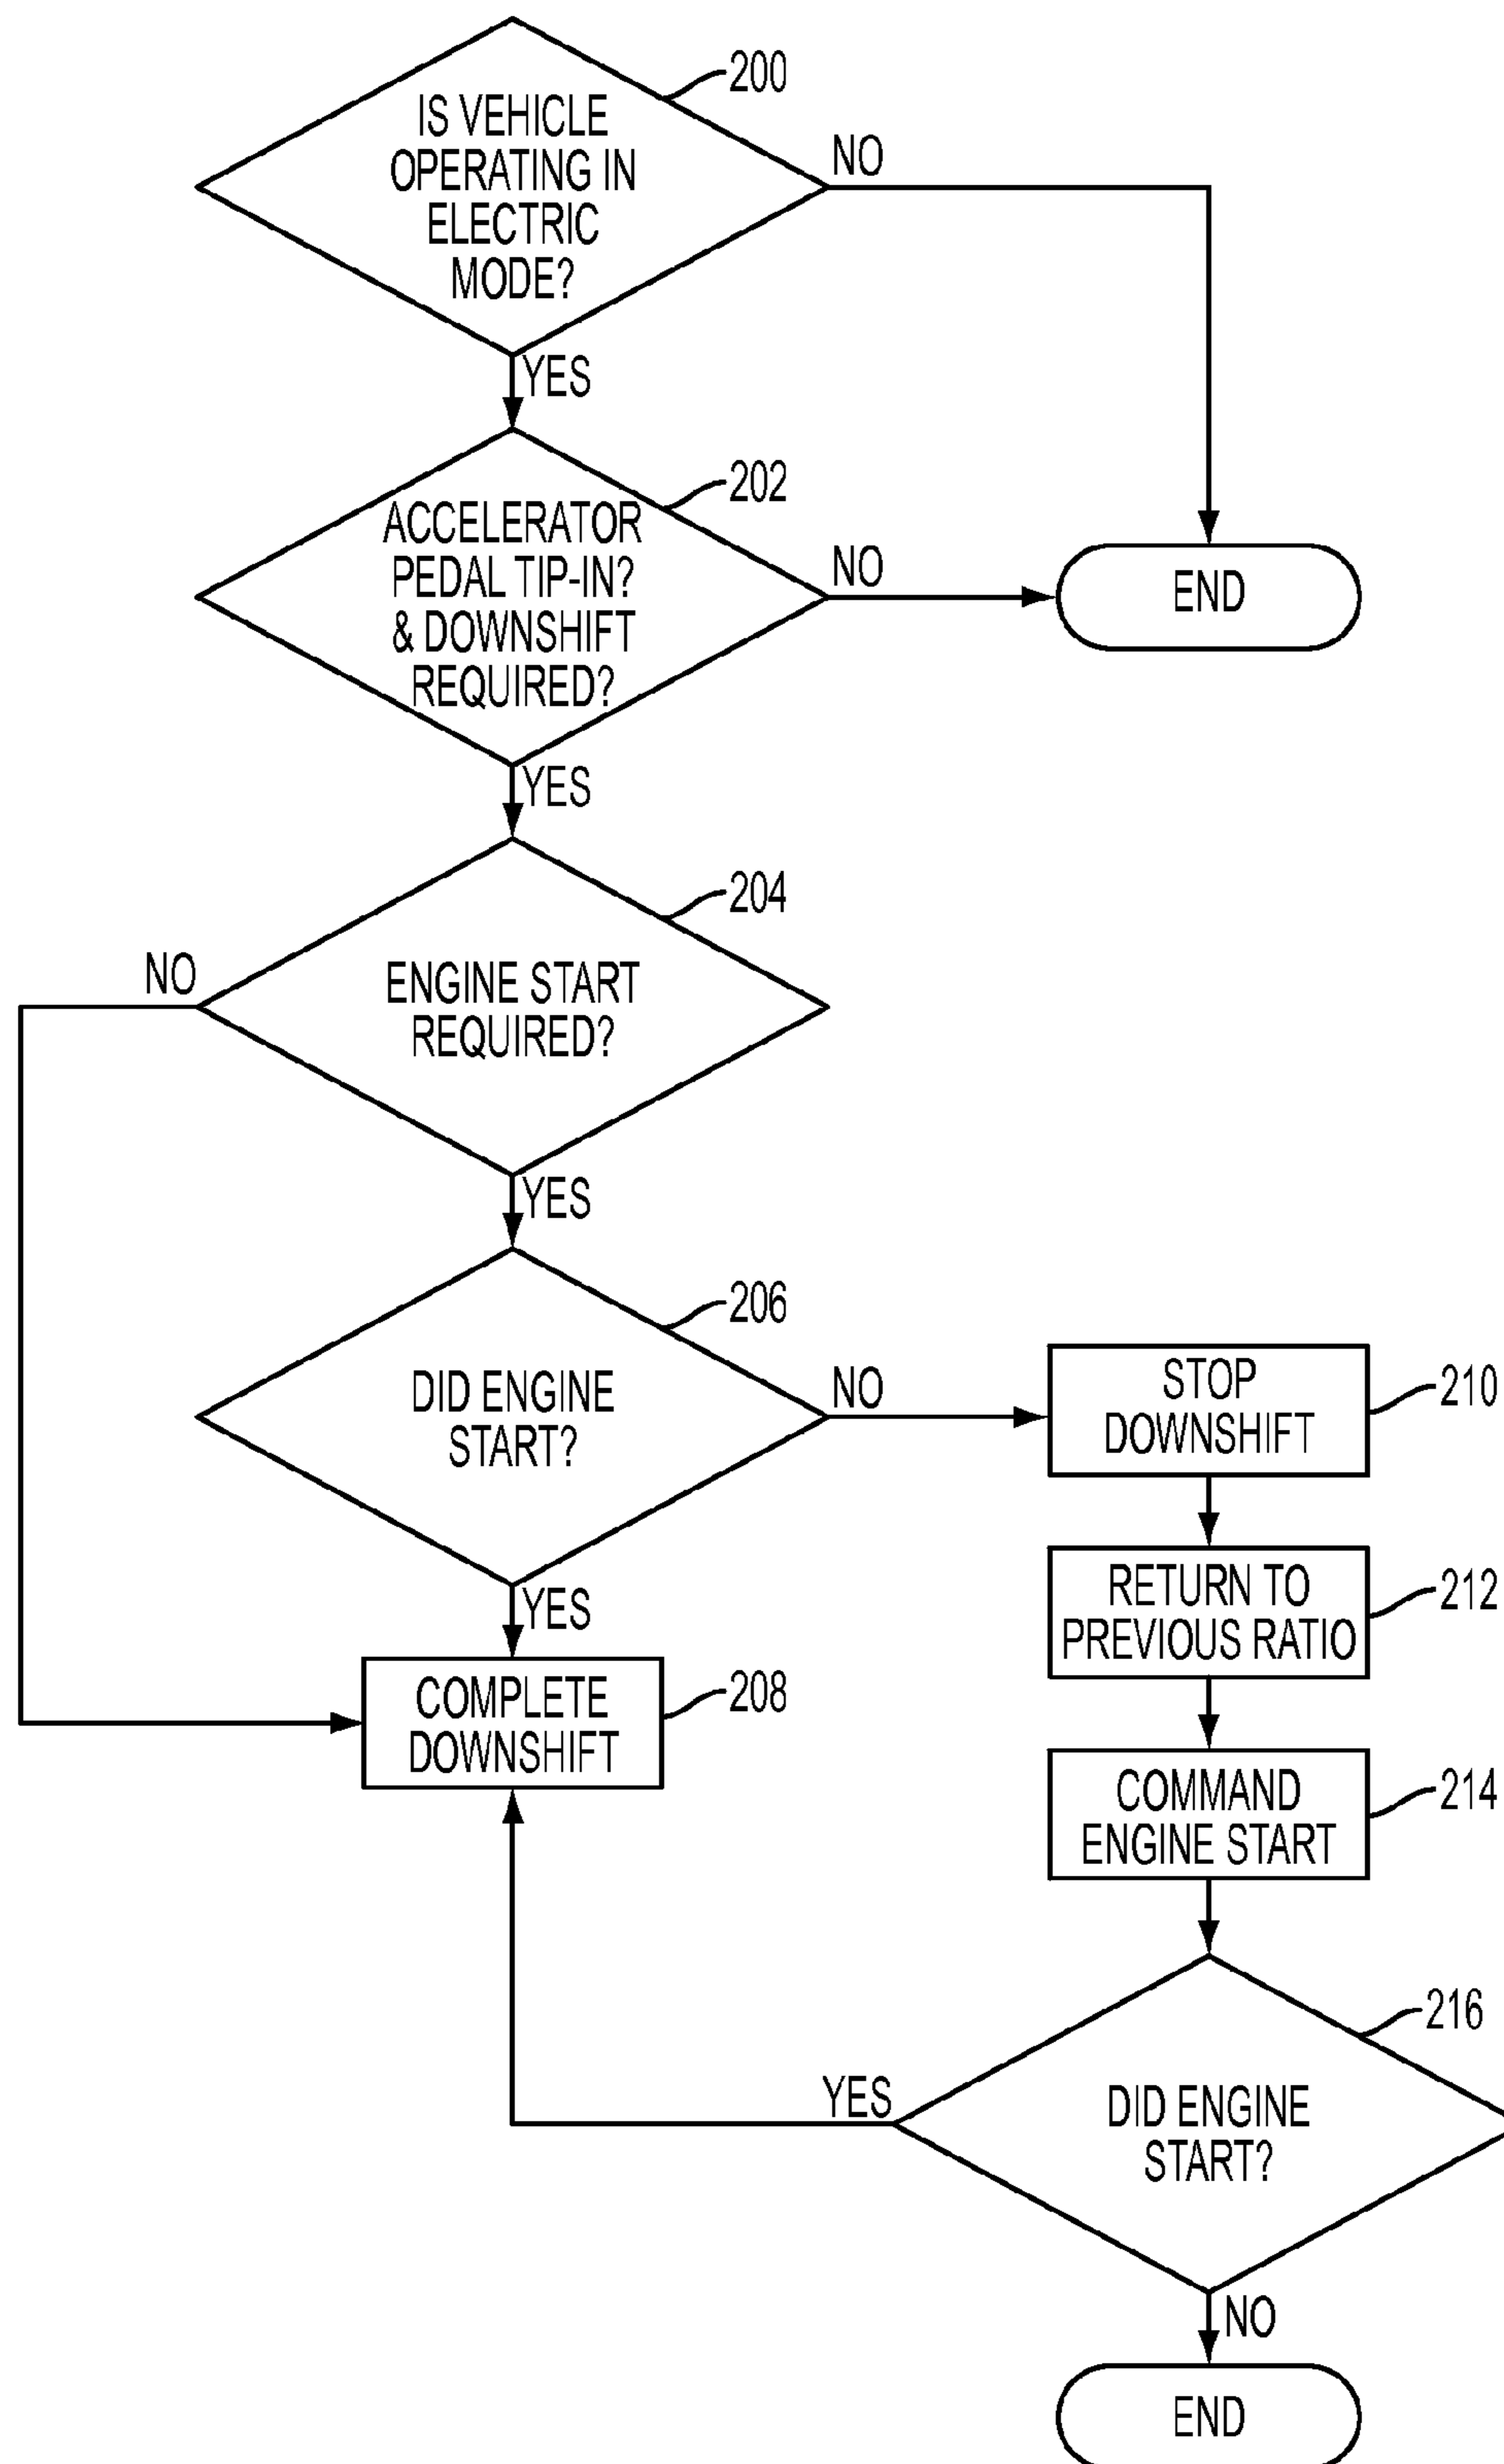 200
IS VEHICLE
OPERATING IN
ELECTRIC
MODE?
NO
YES
202
ACCELERATOR
PEDAL TIP-IN?
& DOWNSHIFT
REQUIRED?
NO
END
YES
204
NO
ENGINE START
REQUIRED?
YES
206
DID ENGINE
START?
NO
STOP
DOWNSHIFT
210
YES
RETURN TO
PREVIOUS RATIO
212
COMPLETE
DOWNSHIFT
208
COMMAND
ENGINE START
214
216
YES
DID ENGINE
START?
NO
END